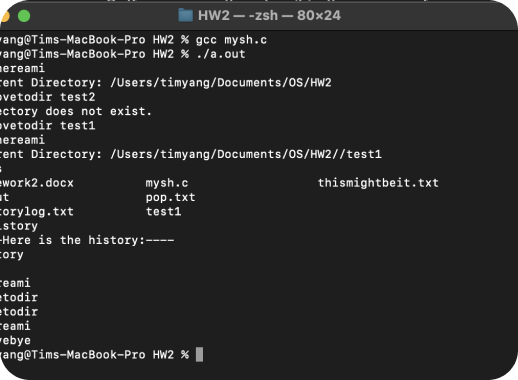 HW2 — -zsh — 80×24
yang@Tims-MacBook-Pro HW2 % gcc mysh.c
yang@Tims-MacBook-Pro HW2 % ./a.out
hereami
rent Directory: /Users/timyang/Documents/OS/HW2
ovetodir test2
ectory does not exist.
ovetodir test1
hereami
rent Directory: /Users/timyang/Documents/OS/HW2//test1
s
ework2.docx mysh.c thismightbeit.txt
ut pop.txt
torylog.txt test1
istory
-Here is the history:----
tory
reami
etodir
etodir
reami
yebye
yang@Tims-MacBook-Pro HW2 %